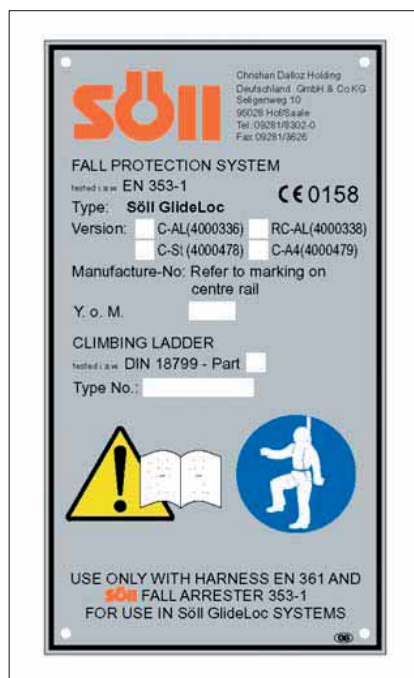 söll
Christian Dalloz Holding
Deutschland GmbH & Co KG
Seligenweg 10
95028 Hof/Saale
Tel. 09281/8302-0
Fax 09281/3626
FALL PROTECTION SYSTEM
tested i.a.w. EN 353-1
CE 0158
Type: Söll GlideLoc
Version: C-AL(4000336) RC-AL(4000338)
C-St (4000478) C-A4(4000479)
Manufacture-No: Refer to marking on
centre rail
Y. o. M.
CLIMBING LADDER
tested i.a.w. DIN 18799 - Part
Type No.:
USE ONLY WITH HARNESS EN 361 AND
söll FALL ARRESTER 353-1
FOR USE IN Söll GlideLoc SYSTEMS